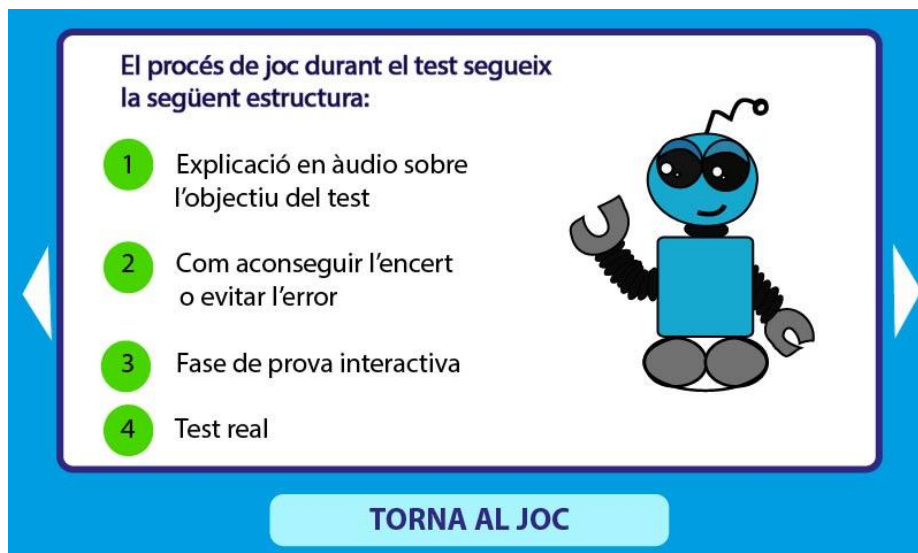 El procés de joc durant el test segueix
la següent estructura:
1 Explicació en àudio sobre
l'objectiu del test
2 Com aconseguir l'encert
o evitar l'error
3 Fase de prova interactiva
4 Test real
TORNA AL JOC